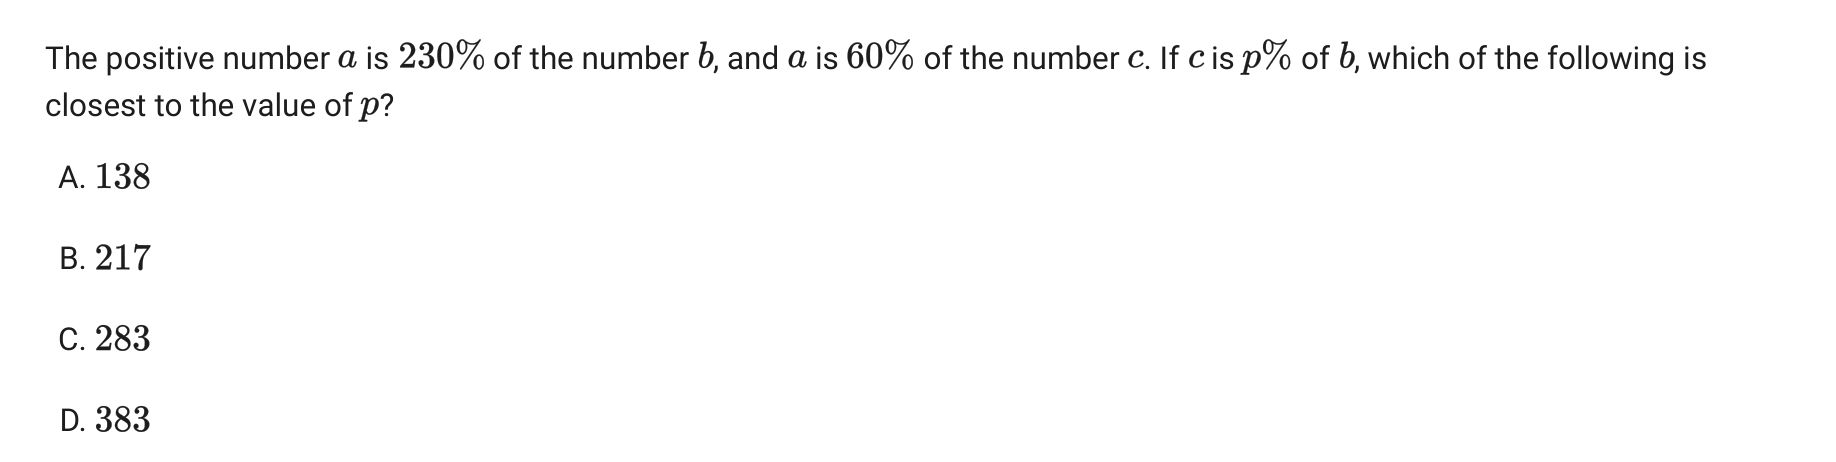 The positive number a is 230% of the number b, and a is 60% of the number c. If c is p% of b, which of the following is
closest to the value of p?
A. 138
B. 217
C. 283
D. 383